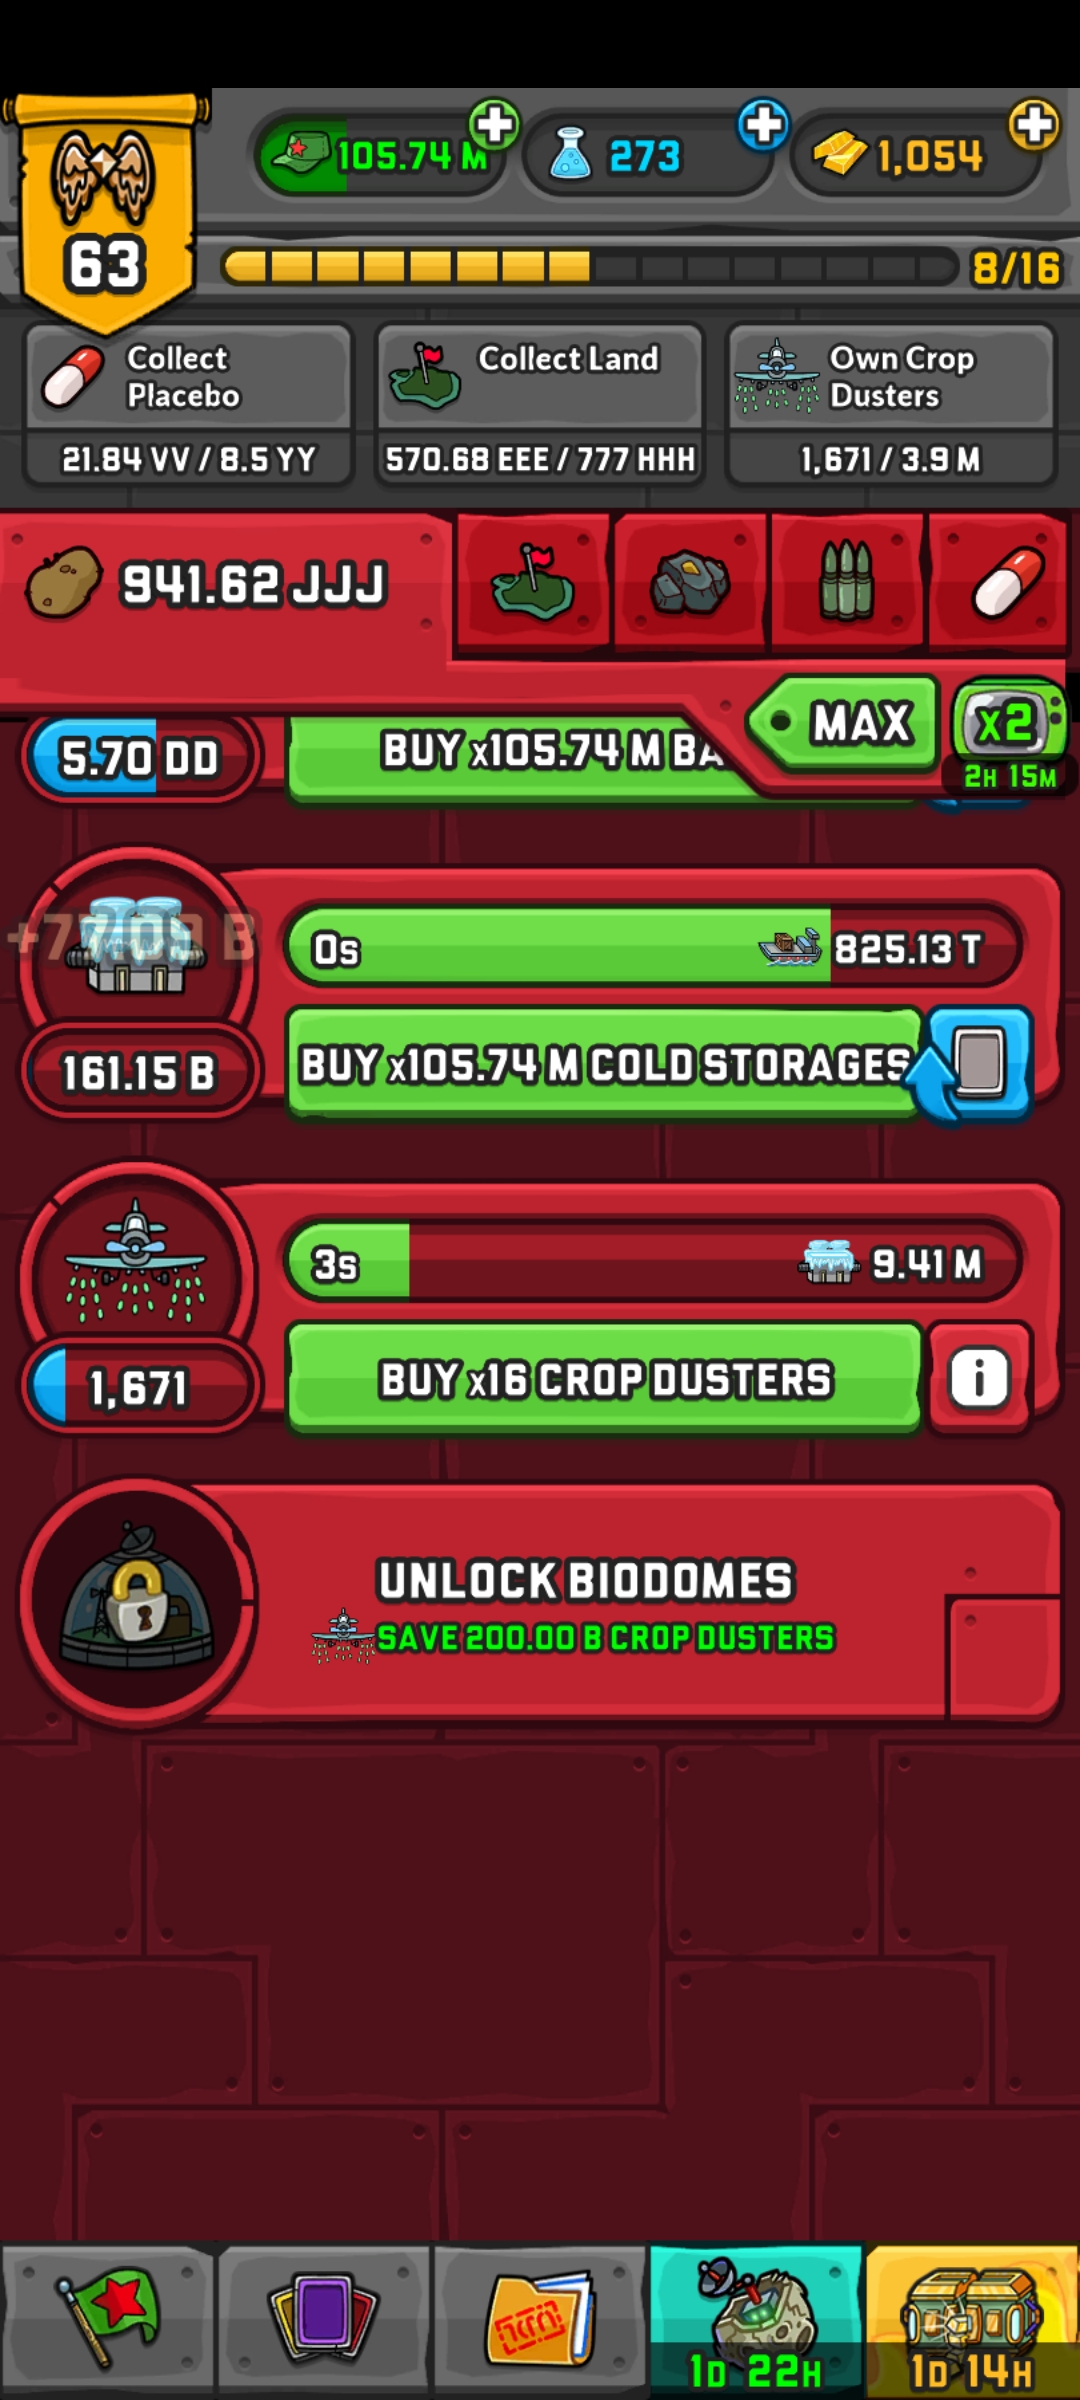 105.74 M
273
1,054
63
8/16
Collect
Placebo
21.84 VV / 8.5 YY
Collect Land
570.68 EEE / 777 HHH
Own Crop
Dusters
1,671 / 3.9 M
941.62 JJJ
MAX
x2
2H 15M
5.70 DD
BUY x105.74 M BA
+77.09 B
0s
825.13 T
161.15 B
BUY x105.74 M COLD STORAGES
3s
9.41 M
1,671
BUY x16 CROP DUSTERS
i
UNLOCK BIODOMES
SAVE 200.00 B CROP DUSTERS
1D 22H
1D 14H